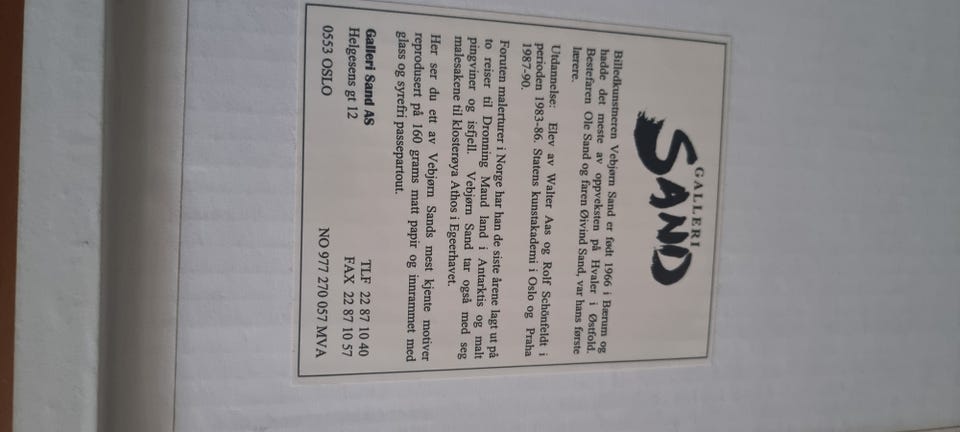 GALLERI
SAND
Billedkunstneren Vebjørn Sand er født 1966 i Bærum og
hadde det meste av oppveksten på Hvaler i Østfold.
Bestefaren Ole Sand og faren Øivind Sand, var hans første
lærere.
Utdannelse: Elev av Walter Aas og Rolf Schönfeldt i
perioden 1983-86. Statens kunstakademi i Oslo og Praha
1987-90.
Foruten malerturer i Norge har han de siste årene lagt ut på
to reiser til Dronning Maud land i Antarktis og malt
pingviner og isfjell. Vebjørn Sand tar også med seg
malesakene til klosterøya Athos i Egeerhavet.
Her ser du ett av Vebjørn Sands mest kjente motiver
reprodusert på 160 grams matt papir og innrammet med
glass og syrefri passepartout.
Galleri Sand AS TLF 22 87 10 40
Helgesens gt 12 FAX 22 87 10 57
0553 OSLO NO 977 270 057 MVA